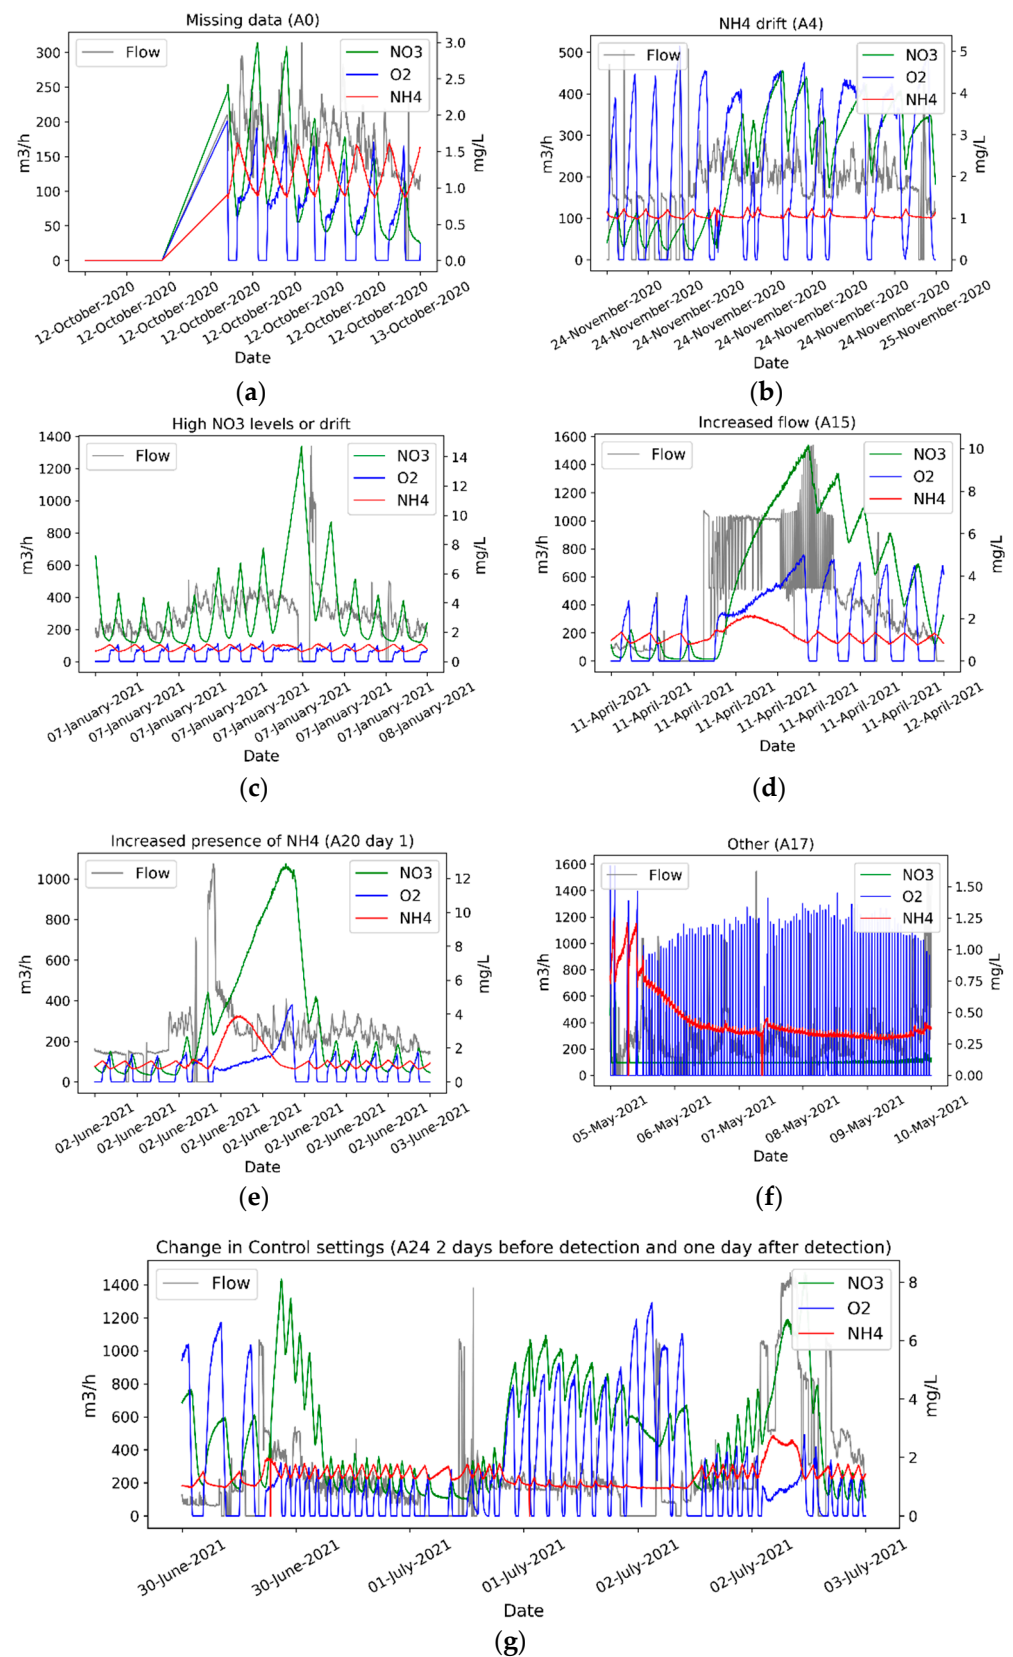 Missing data (A0)
Flow
NO3
O2
NH4
300
250
200
150
100
50
0
m3/h
3.0
2.5
2.0
1.5
1.0
0.5
0.0
mg/L
12-October-2020
12-October-2020
12-October-2020
12-October-2020
12-October-2020
12-October-2020
12-October-2020
12-October-2020
13-October-2020
Date
(a)
NH4 drift (A4)
Flow
NO3
O2
NH4
500
400
300
200
100
0
m3/h
5
4
3
2
1
0
mg/L
24-November-2020
24-November-2020
24-November-2020
24-November-2020
24-November-2020
24-November-2020
24-November-2020
24-November-2020
25-November-2020
Date
(b)
High NO3 levels or drift
Flow
NO3
O2
NH4
1400
1200
1000
800
600
400
200
0
m3/h
14
12
10
8
6
4
2
0
mg/L
07-January-2021
07-January-2021
07-January-2021
07-January-2021
07-January-2021
07-January-2021
07-January-2021
07-January-2021
08-January-2021
Date
(c)
Increased flow (A15)
Flow
NO3
O2
NH4
1600
1400
1200
1000
800
600
400
200
0
m3/h
10
8
6
4
2
0
mg/L
11-April-2021
11-April-2021
11-April-2021
11-April-2021
11-April-2021
11-April-2021
11-April-2021
11-April-2021
12-April-2021
Date
(d)
Increased presence of NH4 (A20 day 1)
Flow
NO3
O2
NH4
1000
800
600
400
200
0
m3/h
12
10
8
6
4
2
0
mg/L
02-June-2021
02-June-2021
02-June-2021
02-June-2021
02-June-2021
02-June-2021
02-June-2021
02-June-2021
03-June-2021
Date
(e)
Other (A17)
Flow
NO3
O2
NH4
1600
1400
1200
1000
800
600
400
200
0
m3/h
1.50
1.25
1.00
0.75
0.50
0.25
0.00
mg/L
05-May-2021
06-May-2021
07-May-2021
08-May-2021
09-May-2021
10-May-2021
Date
(f)
Change in Control settings (A24 2 days before detection and one day after detection)
Flow
NO3
O2
NH4
1400
1200
1000
800
600
400
200
0
m3/h
8
6
4
2
0
mg/L
30-June-2021
30-June-2021
01-July-2021
01-July-2021
02-July-2021
02-July-2021
03-July-2021
Date
(g)